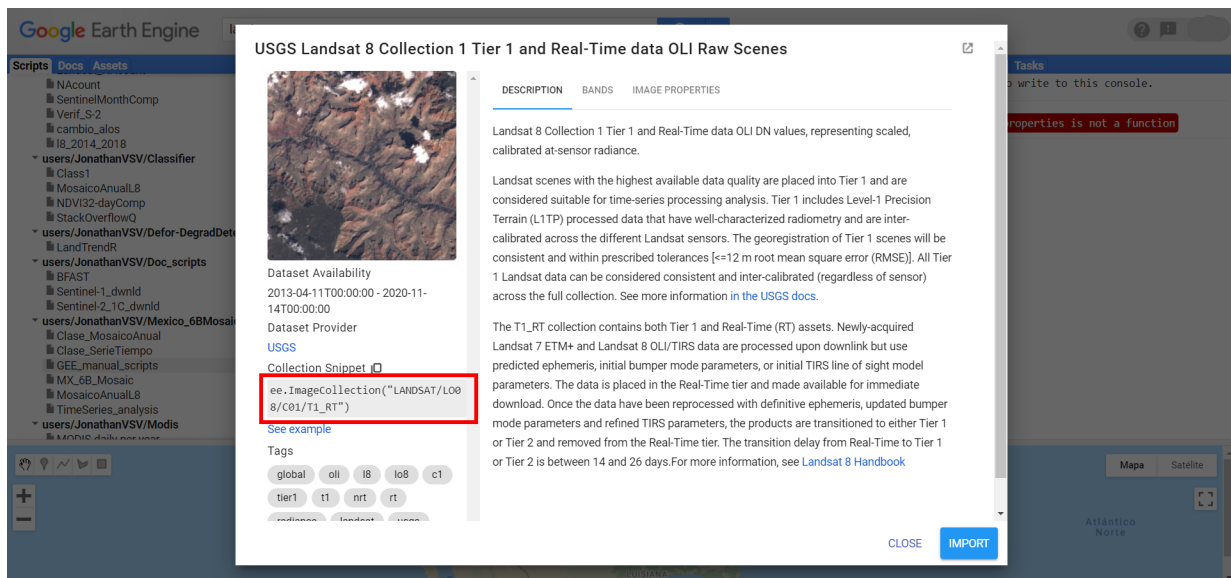 Google Earth Engine
Scripts Docs Assets
NAcount
SentinelMonthComp
Verif_S-2
cambio_alos
l8_2014_2018
users/JonathanVSV/Classifier
Class1
MosaicoAnualL8
NDVI32-dayComp
StackOverflowQ
users/JonathanVSV/Defor-DegradDete
LandTrendR
users/JonathanVSV/Doc_scripts
BFAST
Sentinel-1_dwnld
Sentinel-2_1C_dwnld
users/JonathanVSV/Mexico_6BMosai
Clase_MosaicoAnual
Clase_SerieTiempo
GEE_manual_scripts
MX_6B_Mosaic
MosaicoAnualL8
TimeSeries_analysis
users/JonathanVSV/Modis
MODIS daily per year
USGS Landsat 8 Collection 1 Tier 1 and Real-Time data OLI Raw Scenes
Dataset Availability
2013-04-11T00:00:00 - 2020-11-
14T00:00:00
Dataset Provider
USGS
Collection Snippet
ee.ImageCollection("LANDSAT/LO0
8/C01/T1_RT")
See example
Tags
global oli l8 lo8 c1
tier1 t1 nrt rt
radiance landsat usgs
DESCRIPTION BANDS IMAGE PROPERTIES
Landsat 8 Collection 1 Tier 1 and Real-Time data OLI DN values, representing scaled,
calibrated at-sensor radiance.
Landsat scenes with the highest available data quality are placed into Tier 1 and are
considered suitable for time-series processing analysis. Tier 1 includes Level-1 Precision
Terrain (L1TP) processed data that have well-characterized radiometry and are inter-
calibrated across the different Landsat sensors. The georegistration of Tier 1 scenes will be
consistent and within prescribed tolerances [<=12 m root mean square error (RMSE)]. All Tier
1 Landsat data can be considered consistent and inter-calibrated (regardless of sensor)
across the full collection. See more information in the USGS docs.
The T1_RT collection contains both Tier 1 and Real-Time (RT) assets. Newly-acquired
Landsat 7 ETM+ and Landsat 8 OLI/TIRS data are processed upon downlink but use
predicted ephemeris, initial bumper mode parameters, or initial TIRS line of sight model
parameters. The data is placed in the Real-Time tier and made available for immediate
download. Once the data have been reprocessed with definitive ephemeris, updated bumper
mode parameters and refined TIRS parameters, the products are transitioned to either Tier 1
or Tier 2 and removed from the Real-Time tier. The transition delay from Real-Time to Tier 1
or Tier 2 is between 14 and 26 days.For more information, see Landsat 8 Handbook
CLOSE IMPORT
Tasks
o write to this console.
roperties is not a function
Mapa Satélite
Atlántico
Norte
LOUISIANA